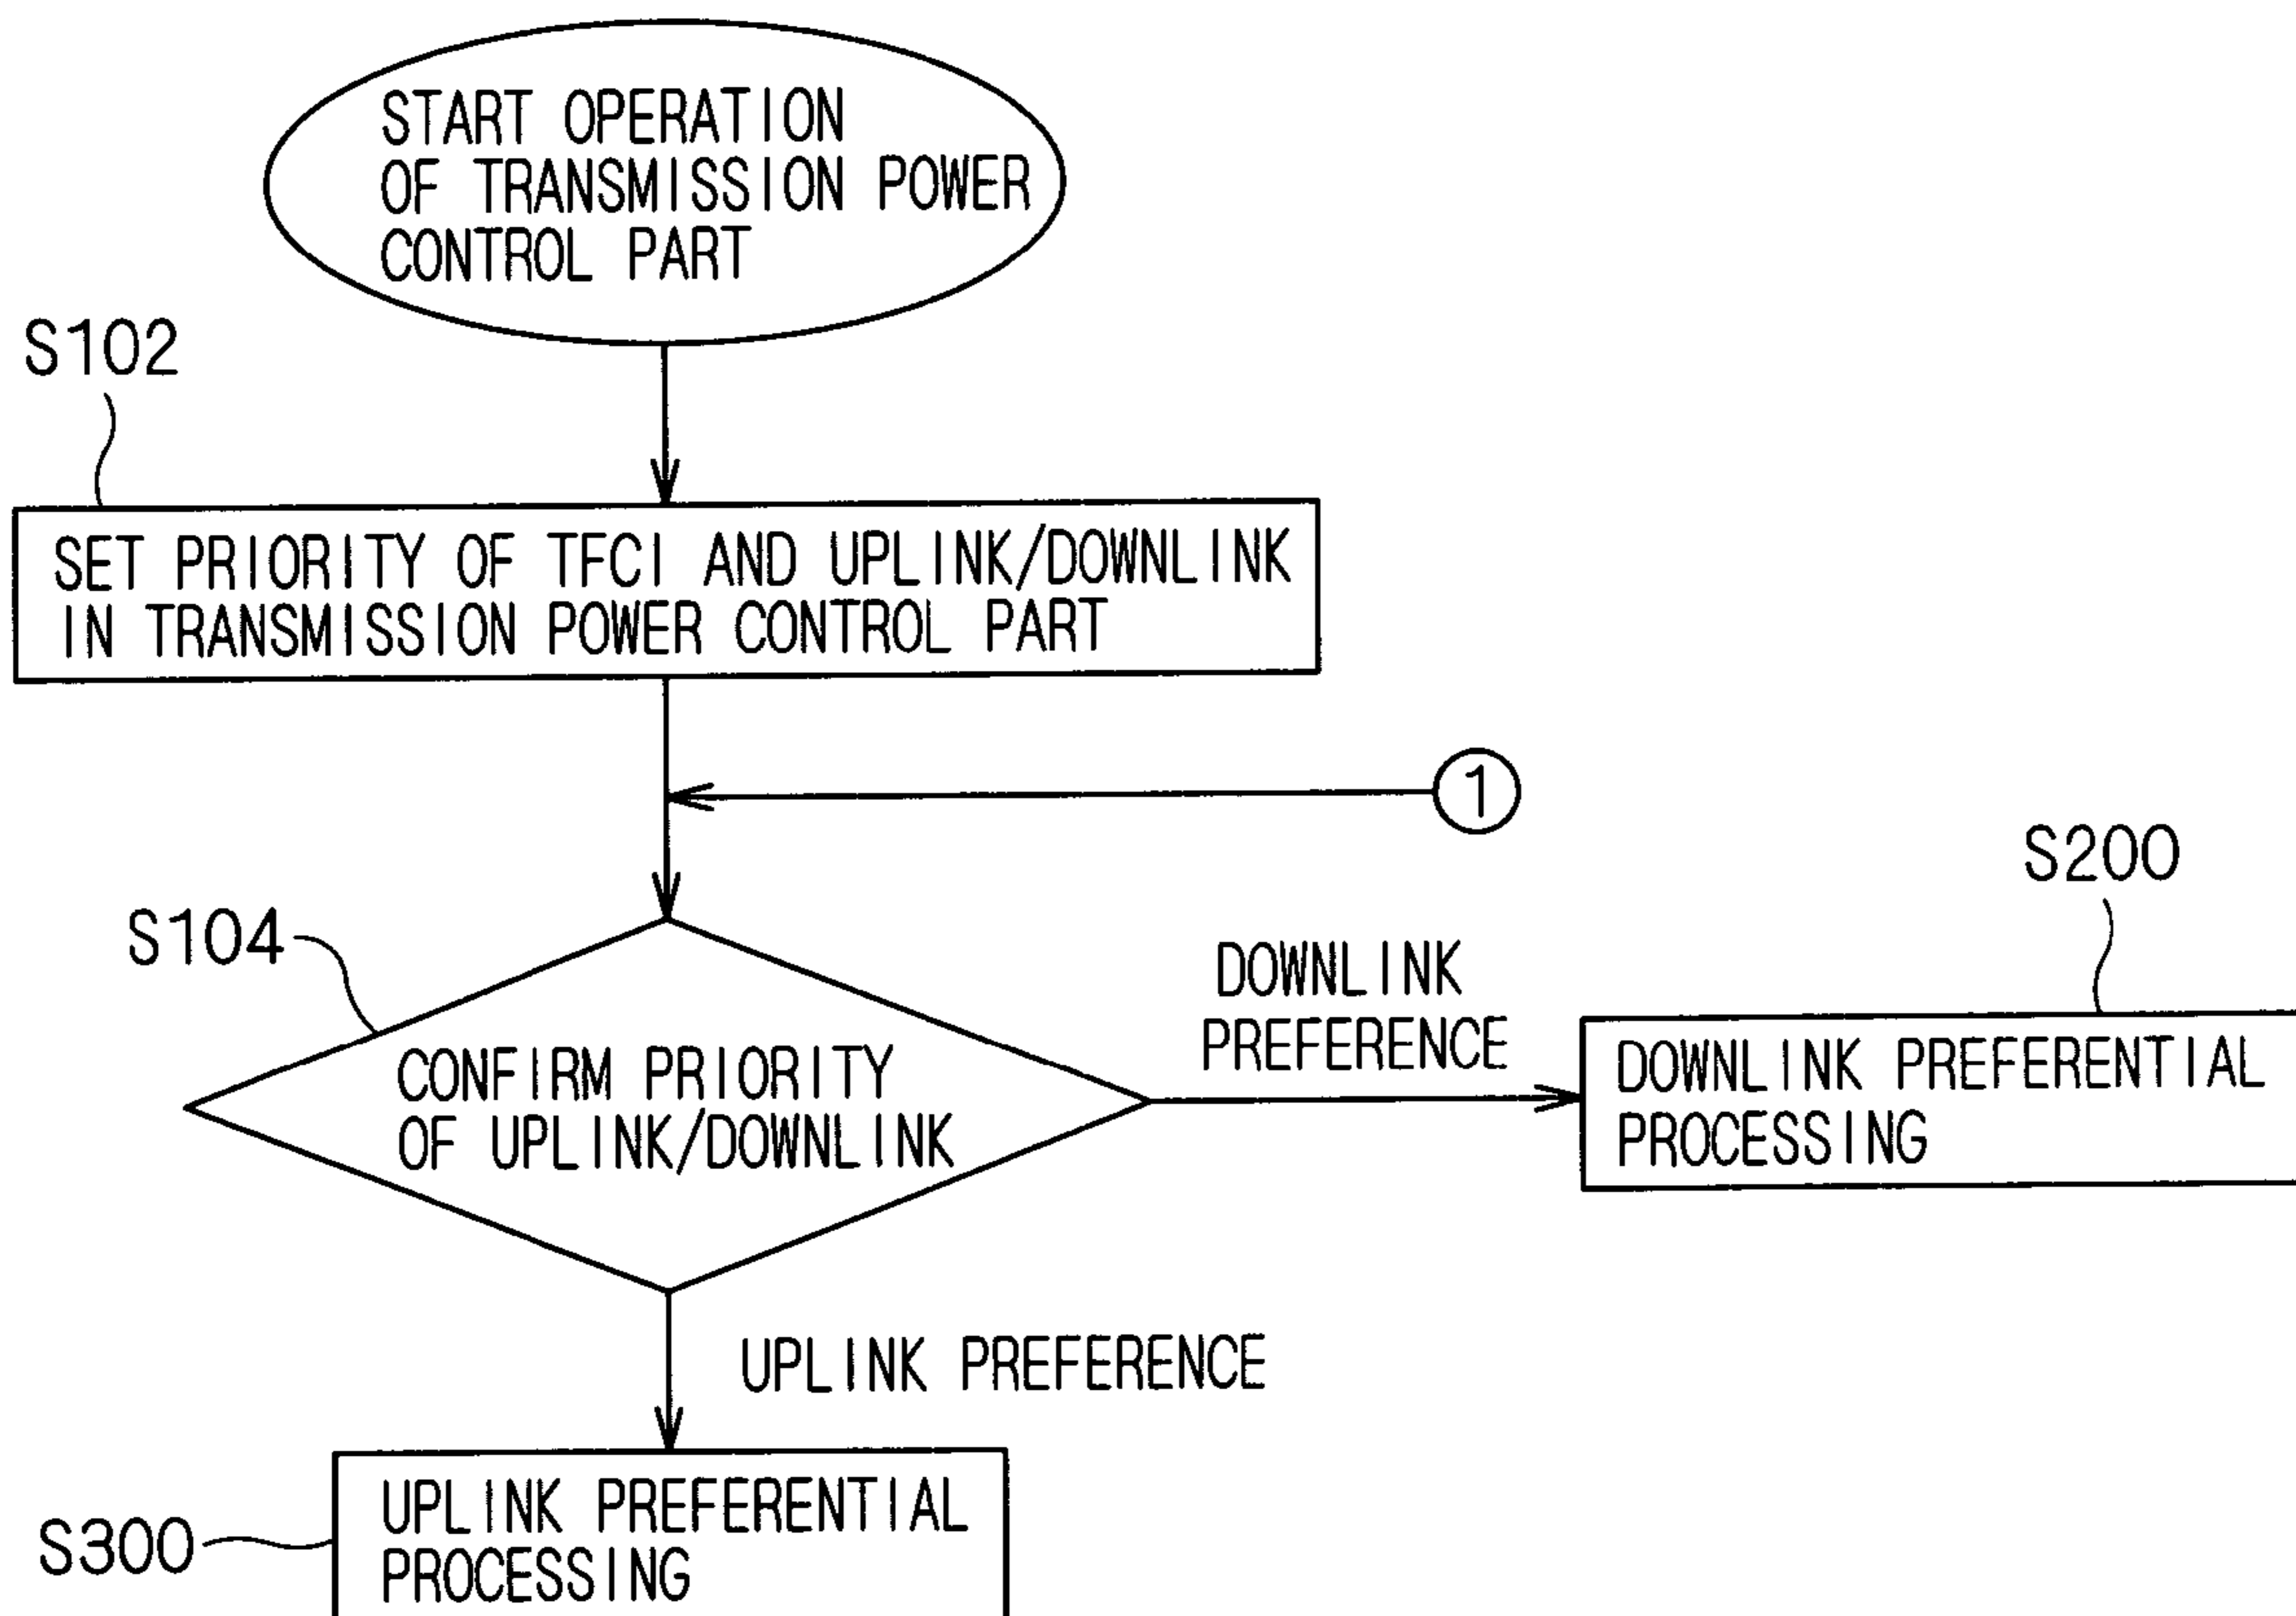 START OPERATION
OF TRANSMISSION POWER
CONTROL PART
S102
SET PRIORITY OF TFCI AND UPLINK/DOWNLINK
IN TRANSMISSION POWER CONTROL PART
1
S200
S104
DOWNLINK
PREFERENCE
CONFIRM PRIORITY
OF UPLINK/DOWNLINK
DOWNLINK PREFERENTIAL
PROCESSING
UPLINK PREFERENCE
S300
UPLINK PREFERENTIAL
PROCESSING